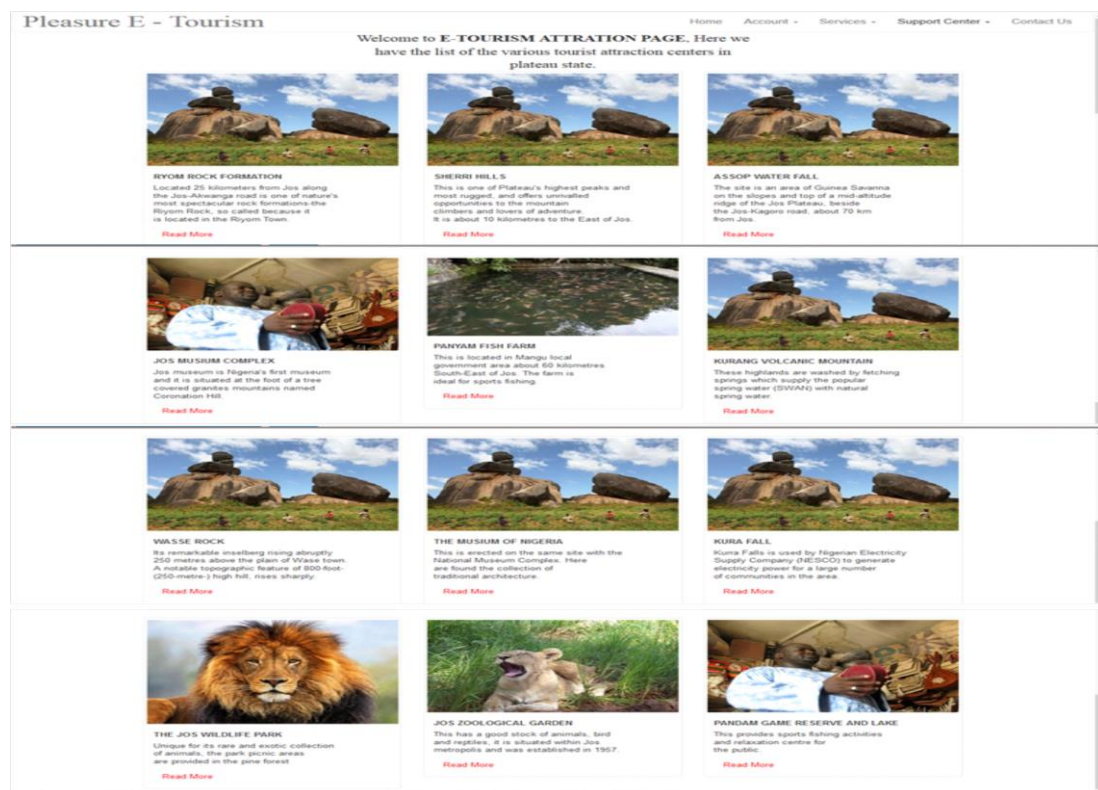 Pleasure E - Tourism
Home Account Services Support Center Contact Us
Welcome to E-TOURISM ATTRATION PAGE, Here we
have the list of the various tourist attraction centers in
plateau state.
RYOM ROCK FORMATION
Located 25 kilometers from Jos along
the Jos-Akwanga road is one of nature's
most spectacular rock formations-the
Riyom Rock, so called because it
is located in the Riyom Town.
Read More
SHERRI HILLS
This is one of Plateau's highest peaks and
most rugged, and offers unrivalled
opportunities to the mountain
climbers and lovers of adventure.
It is about 10 kilometres to the East of Jos.
Read More
ASSOP WATER FALL
The site is an area of Guinea Savanna
on the slopes and top of a mid-altitude
ridge of the Jos Plateau, beside
the Jos-Kagoro road, about 70 km
from Jos.
Read More
JOS MUSIUM COMPLEX
Jos museum is Nigeria's first museum
and it is situated at the foot of a tree
covered granites mountains named
Coronation Hill.
Read More
PANYAM FISH FARM
This is located in Mangu local
government area about 60 kilometres
South-East of Jos. The farm is
ideal for sports fishing.
Read More
KURANG VOLCANIC MOUNTAIN
These highlands are washed by fetching
springs which supply the popular
spring water (SWAN) with natural
spring water.
Read More
WASSE ROCK
Its remarkable inselberg rising abruptly
250 metres above the plain of Wase town.
A notable topographic feature of 800-foot-
(250-metre-) high hill, rises sharply.
Read More
THE MUSIUM OF NIGERIA
This is erected on the same site with the
National Museum Complex. Here
are found the collection of
traditional architecture.
Read More
KURA FALL
Kurra Falls is used by Nigerian Electricity
Supply Company (NESCO) to generate
electricity power for a large number
of communities in the area.
Read More
THE JOS WILDLIFE PARK
Unique for its rare and exotic collection
of animals, the park picnic areas
are provided in the pine forest
Read More
JOS ZOOLOGICAL GARDEN
This has a good stock of animals, bird
and reptiles, it is situated within Jos
metropolis and was established in 1957.
Read More
PANDAM GAME RESERVE AND LAKE
This provides sports fishing activities
and relaxation centre for
the public.
Read More